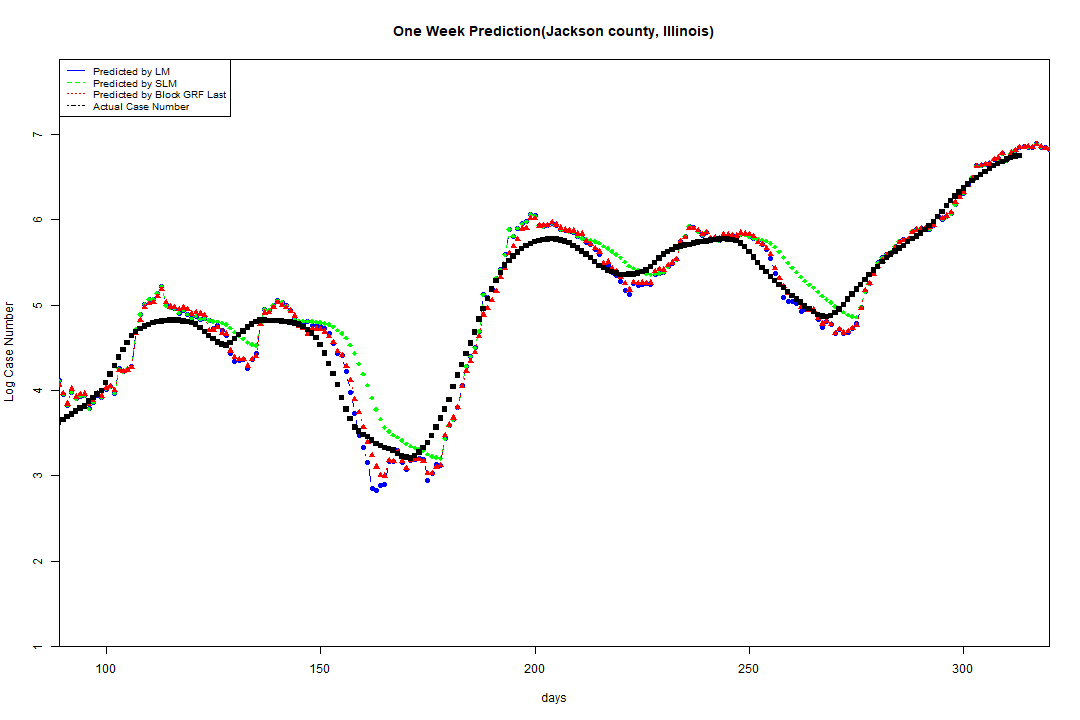 One Week Prediction(Jackson county, Illinois)
Predicted by LM
Predicted by SLM
Predicted by Block GRF Last
Actual Case Number
7
6
5
4
3
2
1
Log Case Number
100 150 200 250 300
days